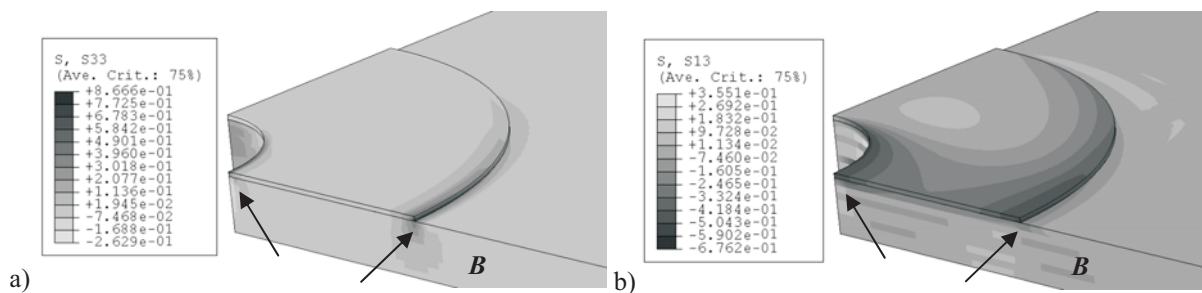 S, S33
(Ave. Crit.: 75%)
+8.666e-01
+7.725e-01
+6.783e-01
+5.842e-01
+4.901e-01
+3.960e-01
+3.018e-01
+2.077e-01
+1.136e-01
+1.945e-02
-7.468e-02
-1.688e-01
-2.629e-01
B
a)
S, S13
(Ave. Crit.: 75%)
+3.551e-01
+2.692e-01
+1.832e-01
+9.728e-02
+1.134e-02
-7.460e-02
-1.605e-01
-2.465e-01
-3.324e-01
-4.184e-01
-5.043e-01
-5.902e-01
-6.762e-01
B
b)